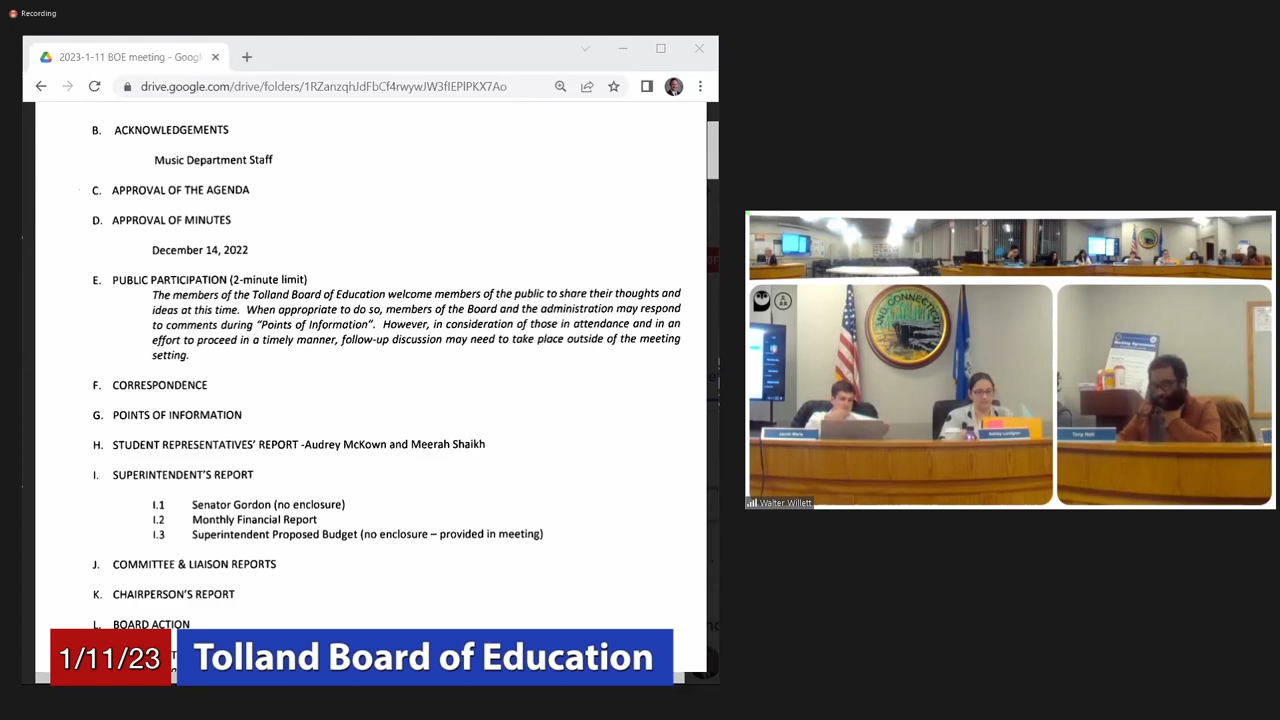 Recording
2023-1-11 BOE meeting - Goog
drive.google.com/drive/folders/1RZanzqhJdFbCf4rwywJW3fIEPlPKX7Ao
B. ACKNOWLEDGEMENTS
Music Department Staff
C. APPROVAL OF THE AGENDA
D. APPROVAL OF MINUTES
December 14, 2022
E. PUBLIC PARTICIPATION (2-minute limit)
The members of the Tolland Board of Education welcome members of the public to share their thoughts and
ideas at this time. When appropriate to do so, members of the Board and the administration may respond
to comments during “Points of Information”. However, in consideration of those in attendance and in an
effort to proceed in a timely manner, follow-up discussion may need to take place outside of the meeting
setting.
F. CORRESPONDENCE
G. POINTS OF INFORMATION
H. STUDENT REPRESENTATIVES’ REPORT -Audrey McKown and Meerah Shaikh
I. SUPERINTENDENT’S REPORT
I.1 Senator Gordon (no enclosure)
I.2 Monthly Financial Report
I.3 Superintendent Proposed Budget (no enclosure – provided in meeting)
J. COMMITTEE & LIAISON REPORTS
K. CHAIRPERSON’S REPORT
L. BOARD ACTION
1/11/23 Tolland Board of Education
AND CONNECTICUT
Tony Holt
Walter Willett